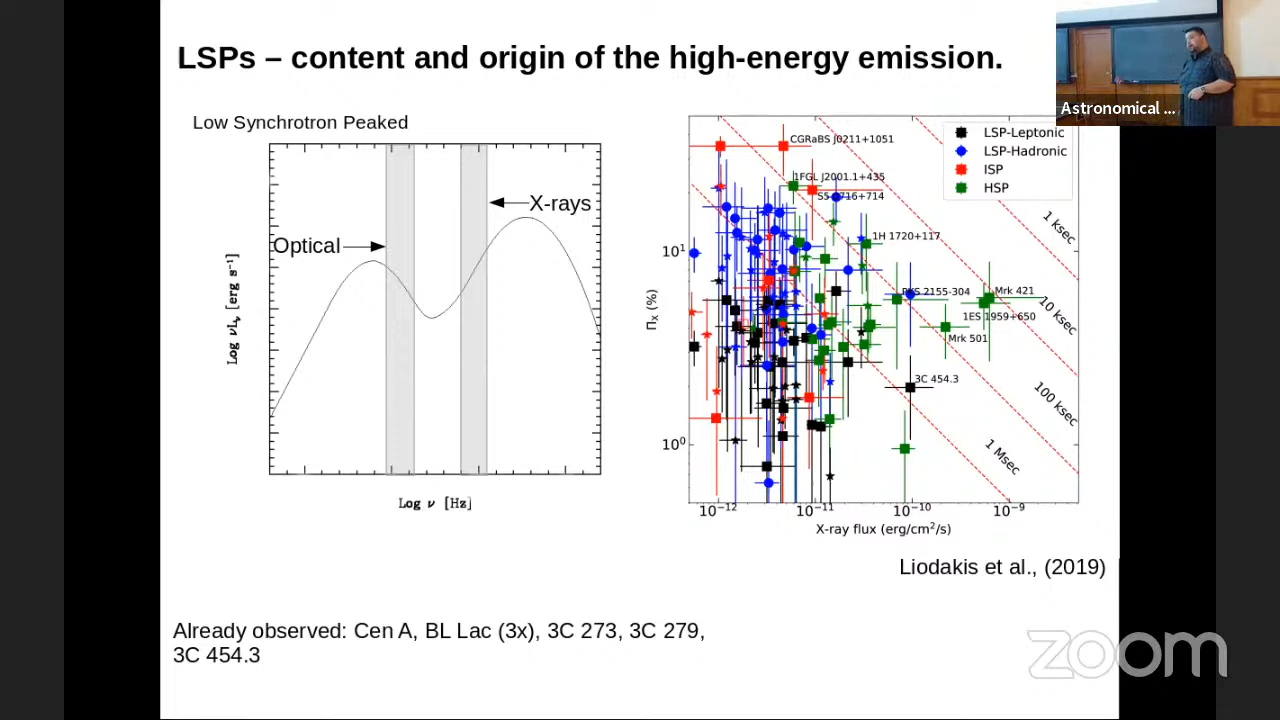 LSPs – content and origin of the high-energy emission.
Astronomical ...
Low Synchrotron Peaked
Optical
X-rays
Log νLᵥ [erg s⁻¹]
Log ν [Hz]
LSP-Leptonic
LSP-Hadronic
ISP
HSP
CGRaBS J0211+1051
1FGL J2001.1+435
S5 0716+714
1H 1720+117
PKS 2155-304
Mrk 421
1ES 1959+650
Mrk 501
3C 454.3
1 ksec
10 ksec
100 ksec
1 Msec
10¹
10⁰
Πx (%)
10⁻¹²
10⁻¹¹
10⁻¹⁰
10⁻⁹
X-ray flux (erg/cm²/s)
Liodakis et al., (2019)
Already observed: Cen A, BL Lac (3x), 3C 273, 3C 279,
3C 454.3
zoom